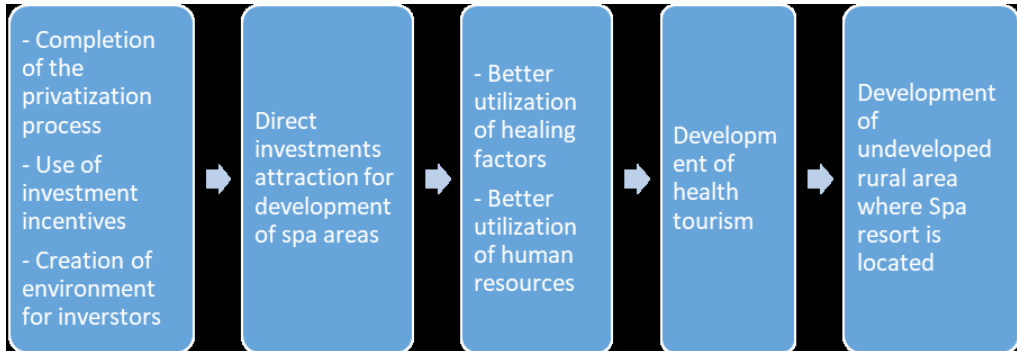 - Completion
of the
privatization
process
- Use of
investment
incentives
- Creation of
environment
for inverstors
Direct
investments
attraction for
development
of spa areas
- Better
utilization
of healing
factors
- Better
utilization
of human
resources
Developm
ent of
health
tourism
Development
of
undeveloped
rural area
where Spa
resort is
located